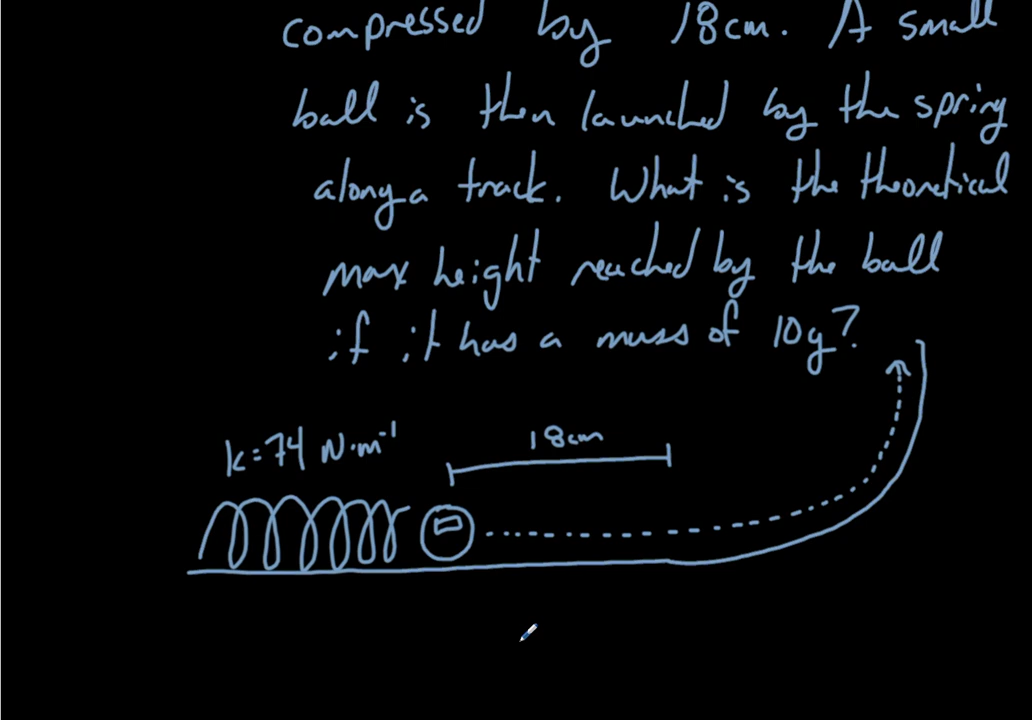 compressed by 18cm. A small
ball is then launched by the spring
along a track. What is the theoretical
max height reached by the ball
if it has a mass of 10g?
k=74 N·m⁻¹
18cm